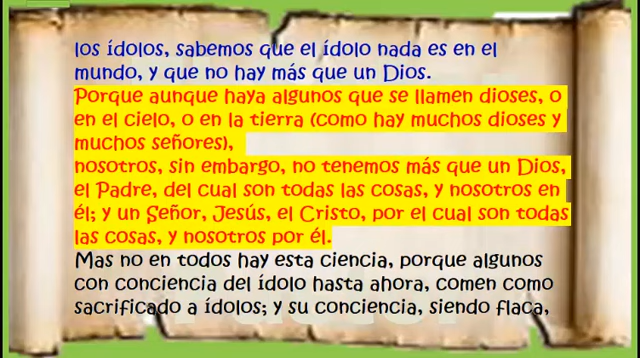 los ídolos, sabemos que el ídolo nada es en el
mundo, y que no hay más que un Dios.
Porque aunque haya algunos que se llamen dioses, o
en el cielo, o en la tierra (como hay muchos dioses y
muchos señores),
nosotros, sin embargo, no tenemos más que un Dios,
el Padre, del cual son todas las cosas, y nosotros en
él; y un Señor, Jesús, el Cristo, por el cual son todas
las cosas, y nosotros por él.
Mas no en todos hay esta ciencia, porque algunos
con conciencia del ídolo hasta ahora, comen como
sacrificado a ídolos; y su conciencia, siendo flaca,